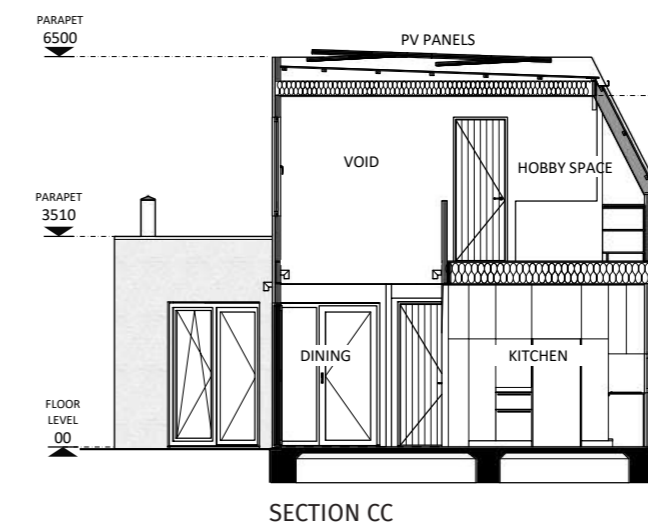 PARAPET
6500
PV PANELS
VOID
HOBBY SPACE
PARAPET
3510
DINING
KITCHEN
FLOOR
LEVEL
00
SECTION CC